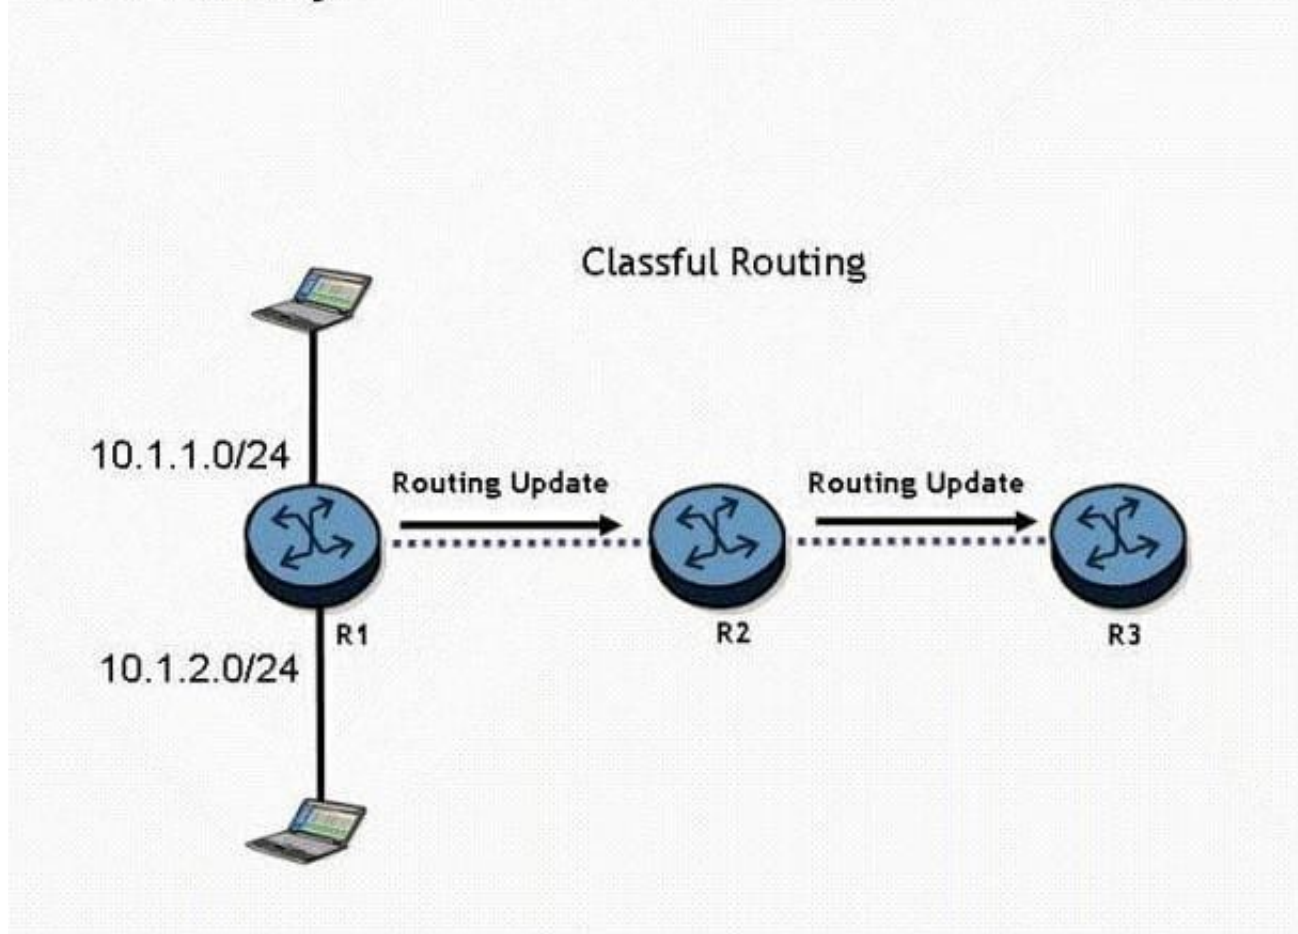 Classful Routing
10.1.1.0/24
Routing Update
Routing Update
R1
R2
R3
10.1.2.0/24